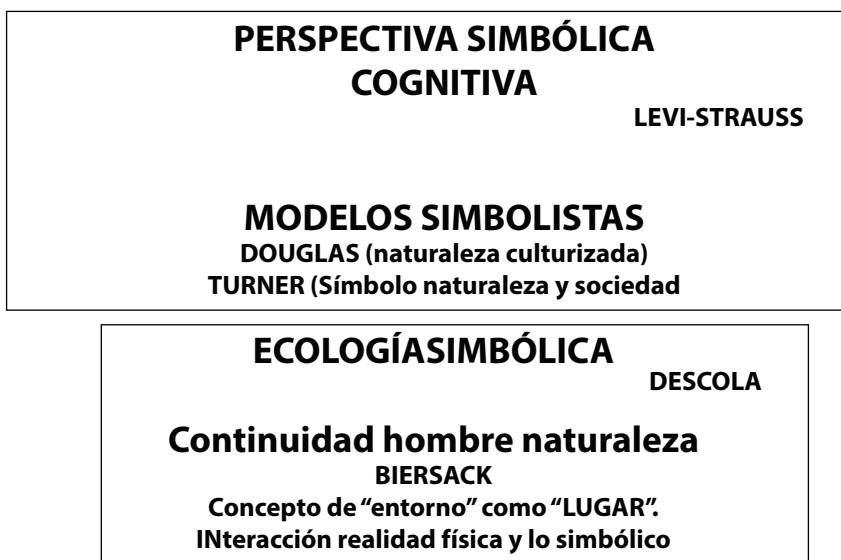 PERSPECTIVA SIMBÓLICA
COGNITIVA
LEVI-STRAUSS
MODELOS SIMBOLISTAS
DOUGLAS (naturaleza culturizada)
TURNER (Símbolo naturaleza y sociedad
ECOLOGÍASIMBÓLICA
DESCOLA
Continuidad hombre naturaleza
BIERSACK
Concepto de “entorno” como “LUGAR”.
INteracción realidad física y lo simbólico